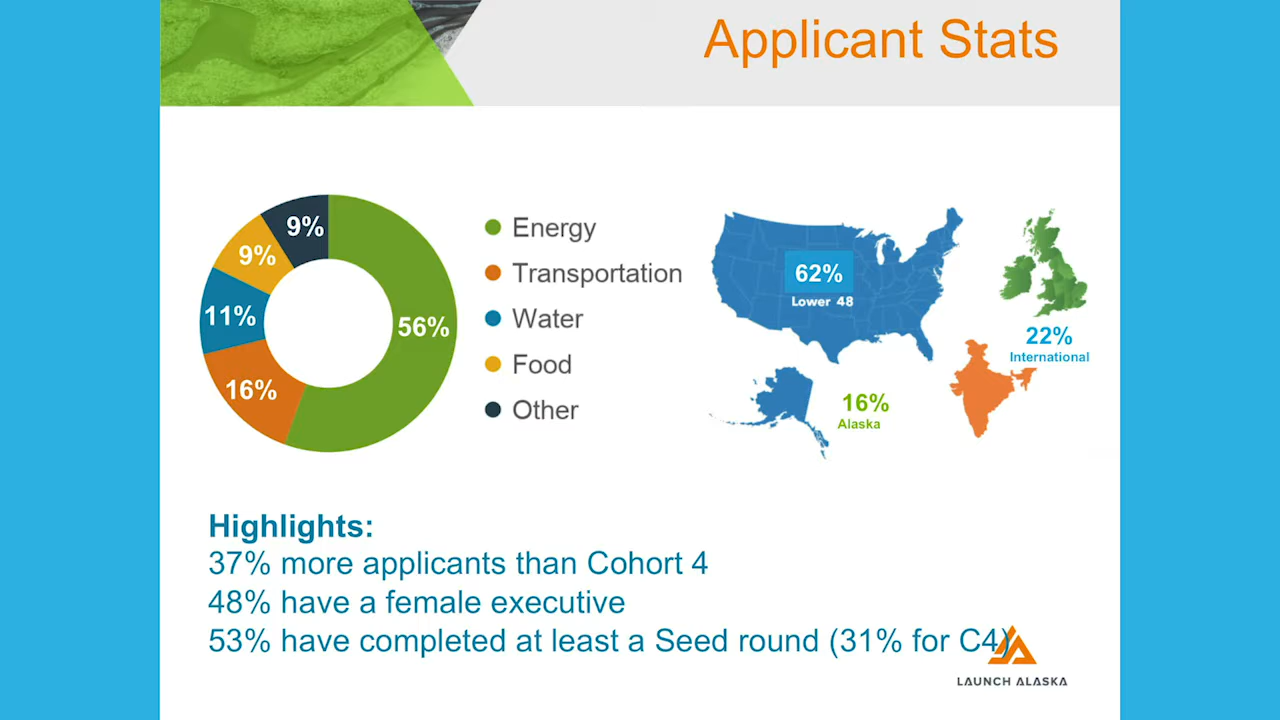 Applicant Stats
9%
9%
11%
16%
56%
Energy
Transportation
Water
Food
Other
62%
Lower 48
22%
International
16%
Alaska
Highlights:
37% more applicants than Cohort 4
48% have a female executive
53% have completed at least a Seed round (31% for C4)
LAUNCH ALASKA